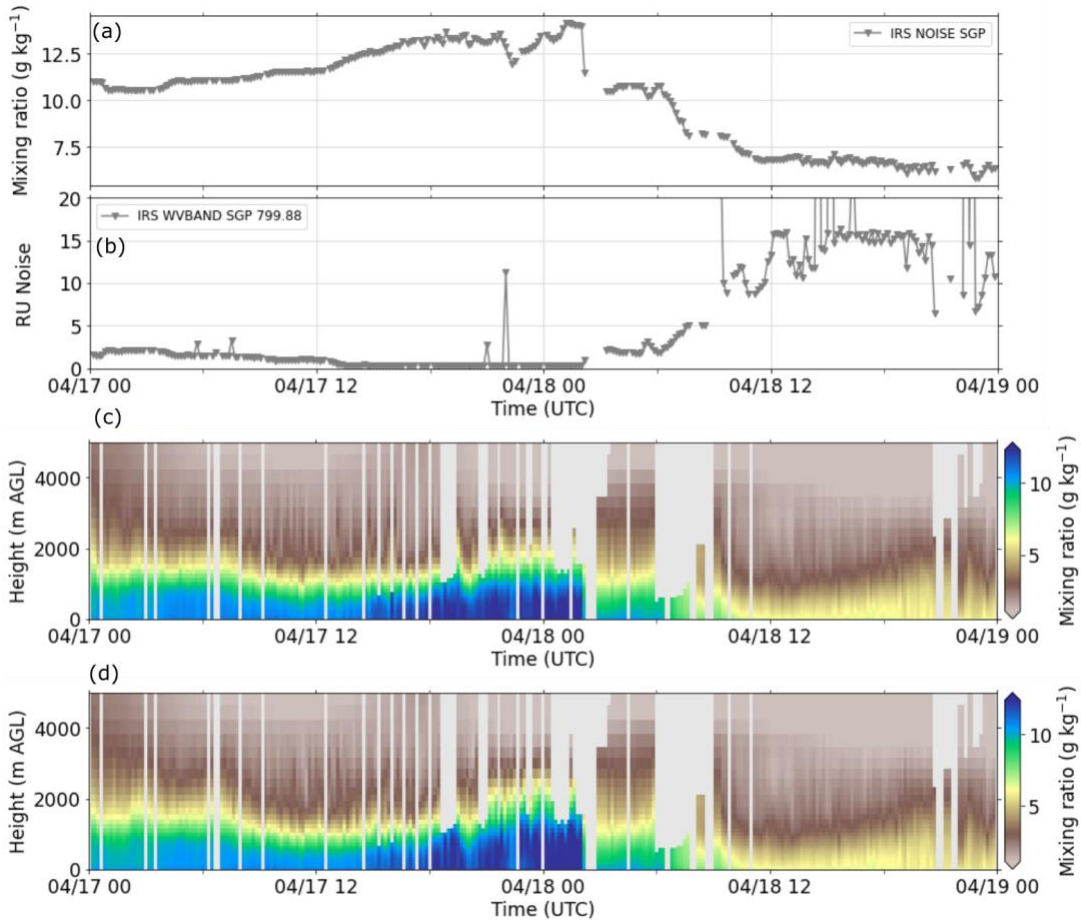 (a)
Mixing ratio (g kg⁻¹)
12.5
10.0
7.5
IRS NOISE SGP
(b)
RU Noise
20
15
10
5
0
IRS WVBAND SGP 799.88
04/17 00 04/17 12 04/18 00 04/18 12 04/19 00
Time (UTC)
(c)
Height (m AGL)
4000
2000
0
04/17 00 04/17 12 04/18 00 04/18 12 04/19 00
Time (UTC)
10
5
Mixing ratio (g kg⁻¹)
(d)
Height (m AGL)
4000
2000
0
04/17 00 04/17 12 04/18 00 04/18 12 04/19 00
Time (UTC)
10
5
Mixing ratio (g kg⁻¹)